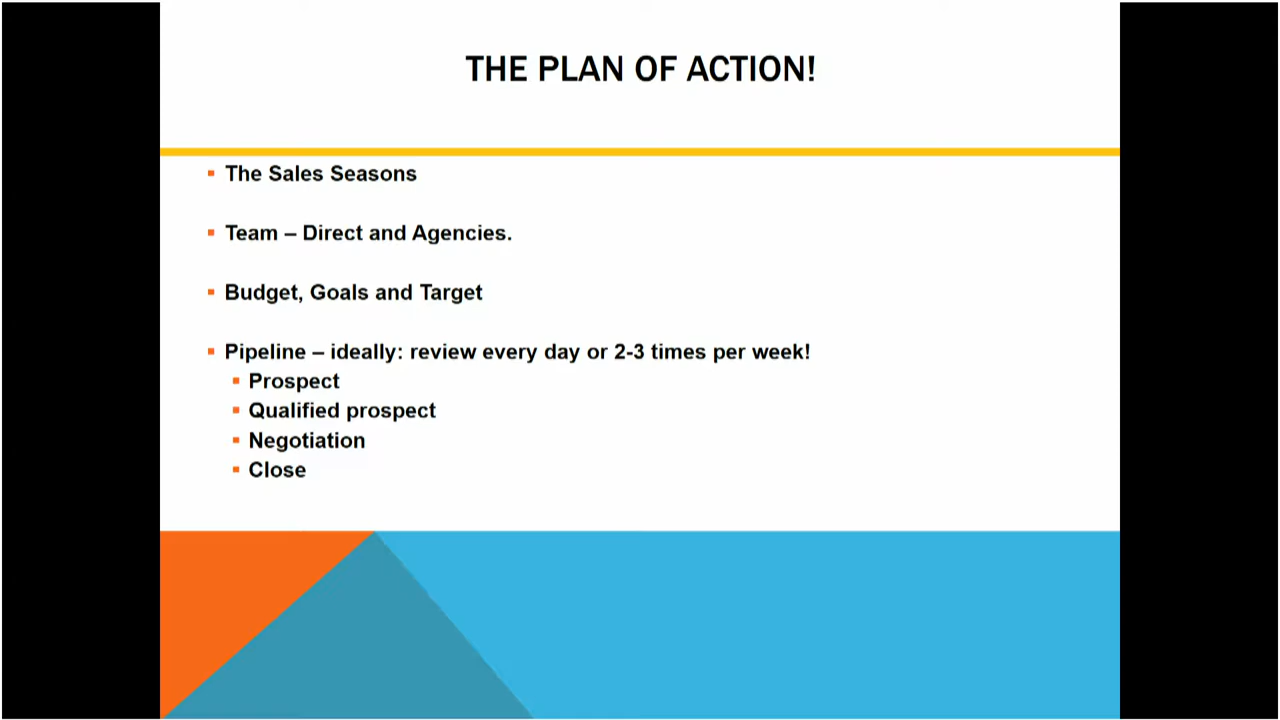 THE PLAN OF ACTION!
The Sales Seasons
Team – Direct and Agencies.
Budget, Goals and Target
Pipeline – ideally: review every day or 2-3 times per week!
Prospect
Qualified prospect
Negotiation
Close